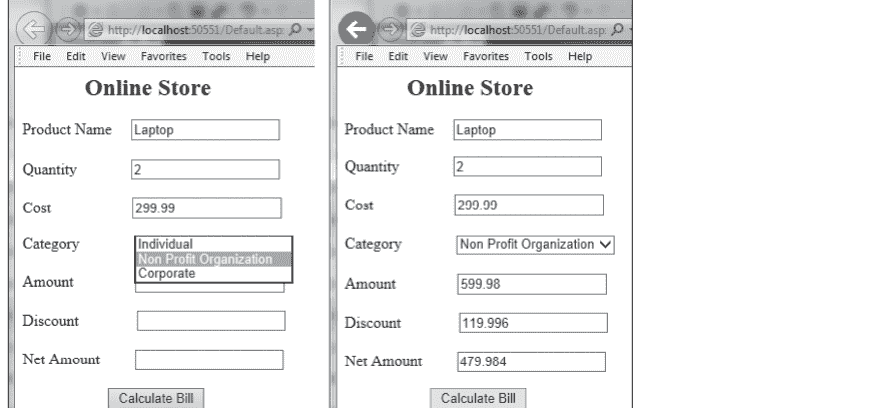 http://localhost:50551/Default.asp
File Edit View Favorites Tools Help
Online Store
Product Name Laptop
Quantity 2
Cost 299.99
Category Individual
Non Profit Organization
Corporate
Amount
Discount
Net Amount
Calculate Bill
http://localhost:50551/Default.asp
File Edit View Favorites Tools Help
Online Store
Product Name Laptop
Quantity 2
Cost 299.99
Category Non Profit Organization
Amount 599.98
Discount 119.996
Net Amount 479.984
Calculate Bill